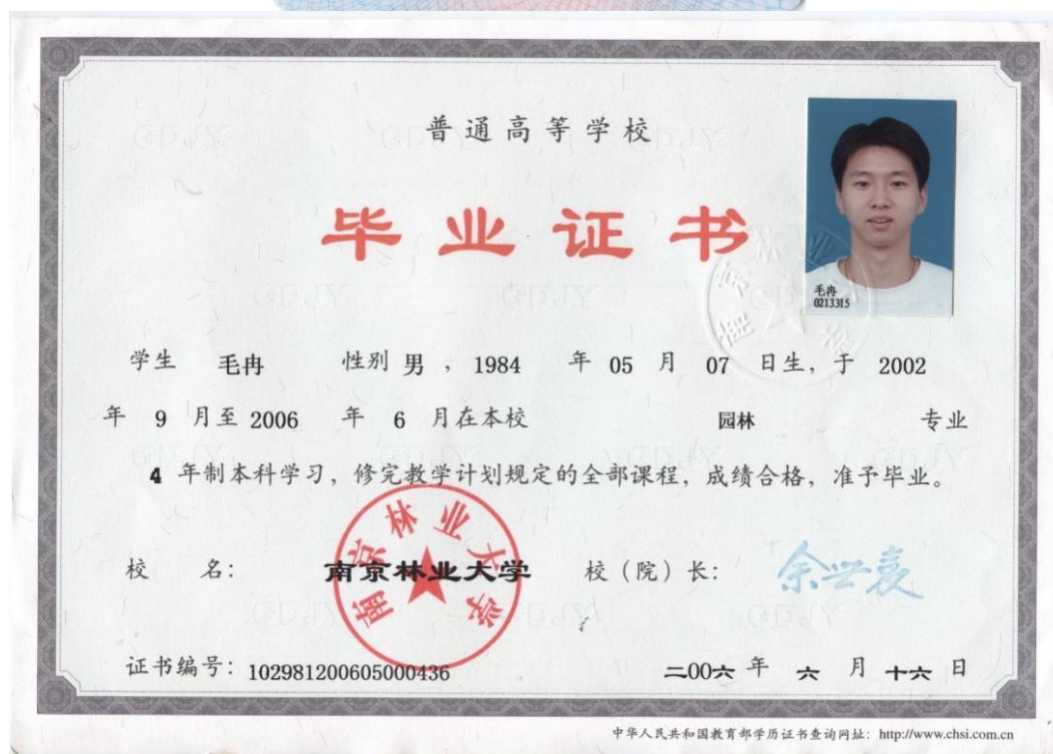 普通高等学校
毕业证书
毛冉
0213315
学生 毛冉 性别 男 ，1984 年 05 月 07 日生，于 2002
年 9 月至 2006 年 6 月在本校 园林 专业
4 年制本科学习，修完教学计划规定的全部课程，成绩合格，准予毕业。
南京林业大学
校 名： 南京林业大学 校（院）长： 余世袁
证书编号：102981200605000436 二00六 年 六 月 十六 日
中华人民共和国教育部学历证书查询网址：http://www.chsi.com.cn